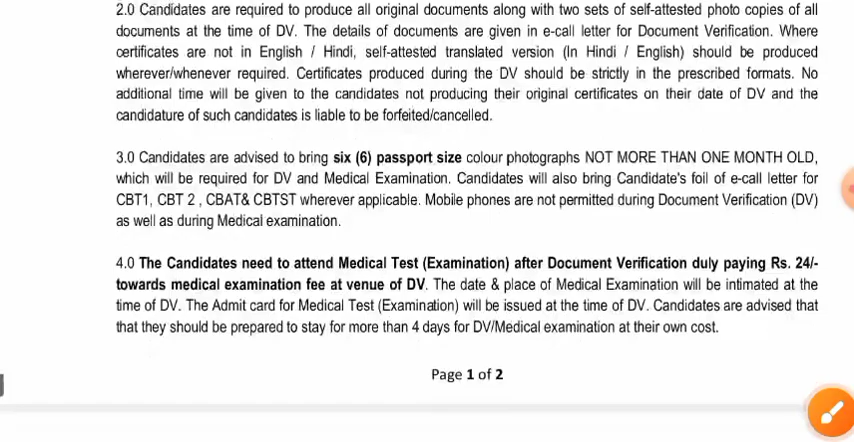 2.0 Candidates are required to produce all original documents along with two sets of self-attested photo copies of all
documents at the time of DV. The details of documents are given in e-call letter for Document Verification. Where
certificates are not in English / Hindi, self-attested translated version (In Hindi / English) should be produced
wherever/whenever required. Certificates produced during the DV should be strictly in the prescribed formats. No
additional time will be given to the candidates not producing their original certificates on their date of DV and the
candidature of such candidates is liable to be forfeited/cancelled.
3.0 Candidates are advised to bring six (6) passport size colour photographs NOT MORE THAN ONE MONTH OLD,
which will be required for DV and Medical Examination. Candidates will also bring Candidate's foil of e-call letter for
CBT1, CBT 2 , CBAT& CBTST wherever applicable. Mobile phones are not permitted during Document Verification (DV)
as well as during Medical examination.
4.0 The Candidates need to attend Medical Test (Examination) after Document Verification duly paying Rs. 24/-
towards medical examination fee at venue of DV. The date & place of Medical Examination will be intimated at the
time of DV. The Admit card for Medical Test (Examination) will be issued at the time of DV. Candidates are advised that
that they should be prepared to stay for more than 4 days for DV/Medical examination at their own cost.
Page 1 of 2